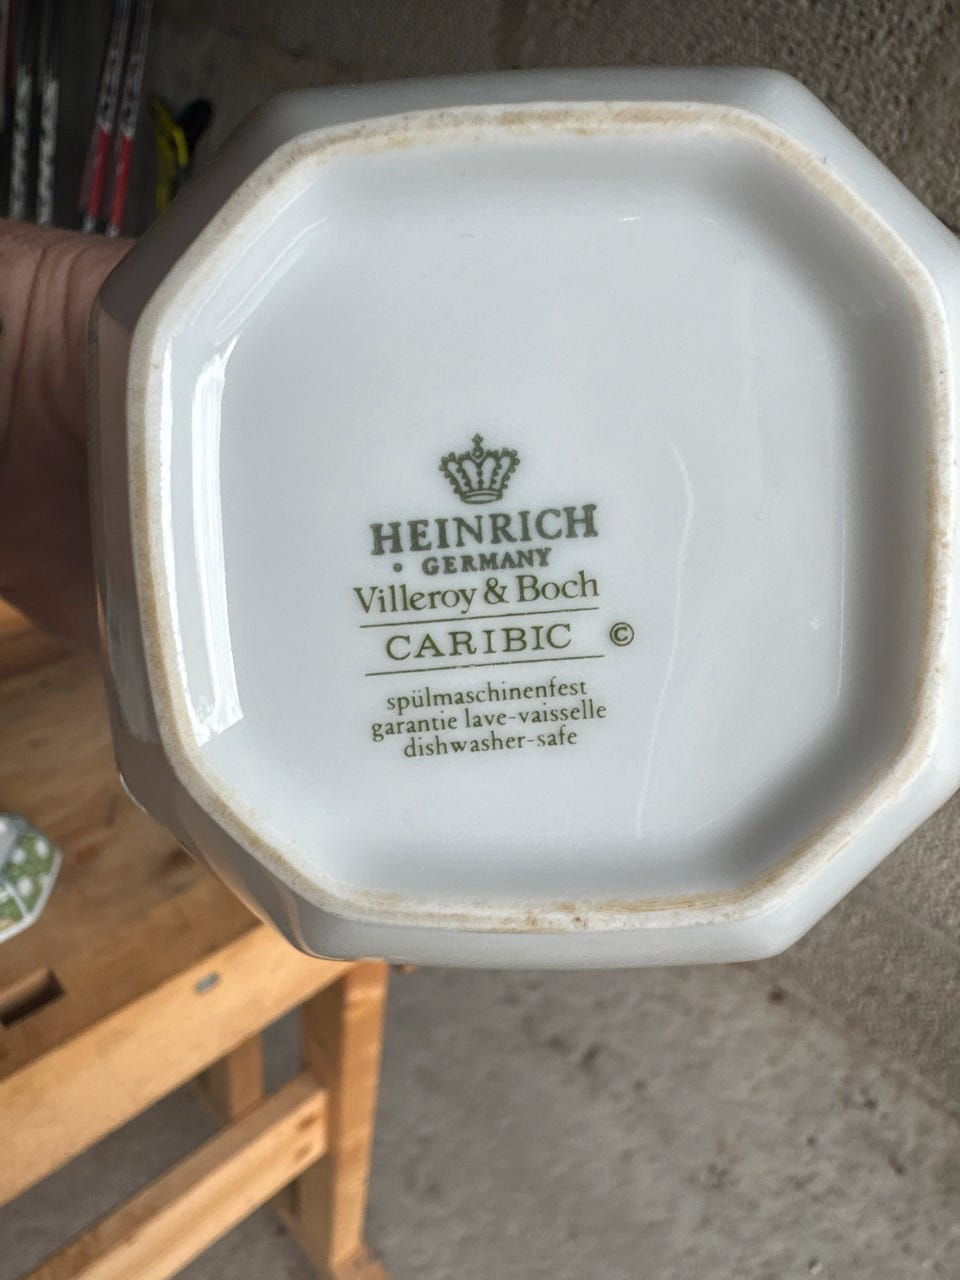 HEINRICH
• GERMANY
Villeroy & Boch
CARIBIC ©
spülmaschinenfest
garantie lave-vaisselle
dishwasher-safe